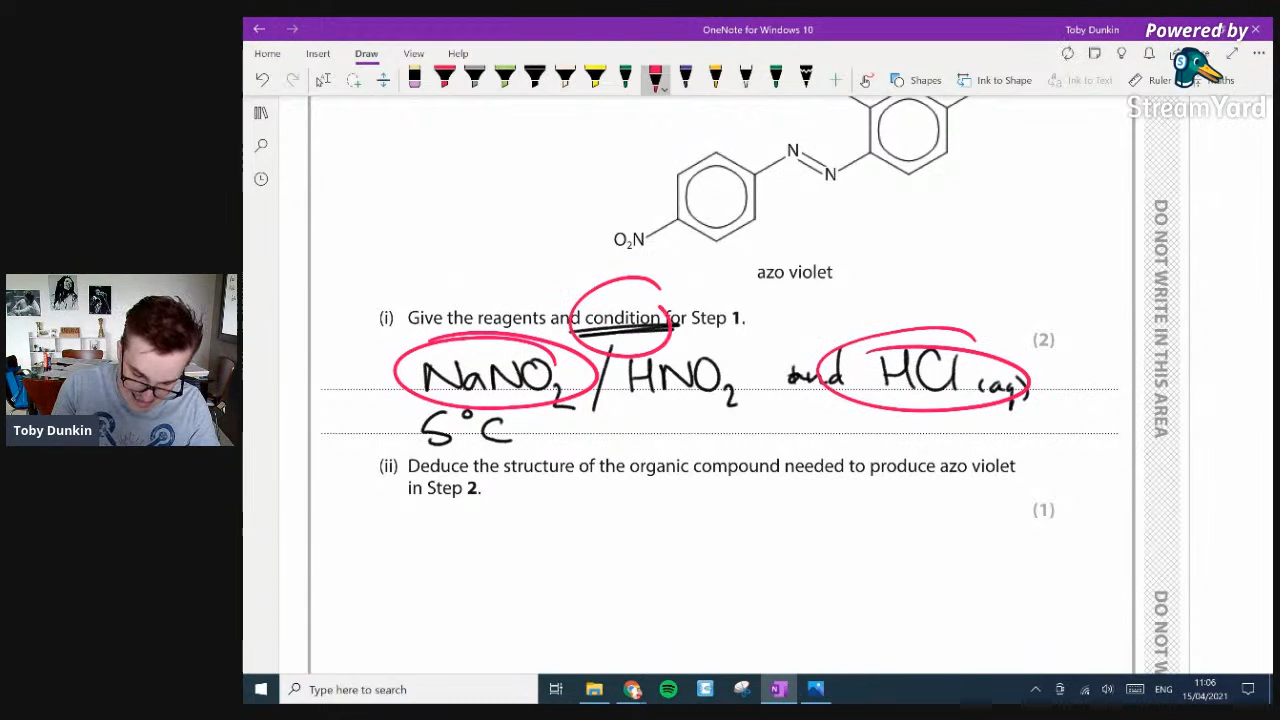 OneNote for Windows 10
Toby Dunkin
Powered by
StreamYard
Home Insert Draw View Help
Shapes Ink to Shape Ink to Text Ruler
N
N
O2N
azo violet
(i) Give the reagents and condition for Step 1.
(2)
NaNO2 / HNO2 and HCl (aq)
5°C
(ii) Deduce the structure of the organic compound needed to produce azo violet
in Step 2.
(1)
DO NOT WRITE IN THIS AREA
DO NOT W
Toby Dunkin
Type here to search
ENG
11:06
15/04/2021